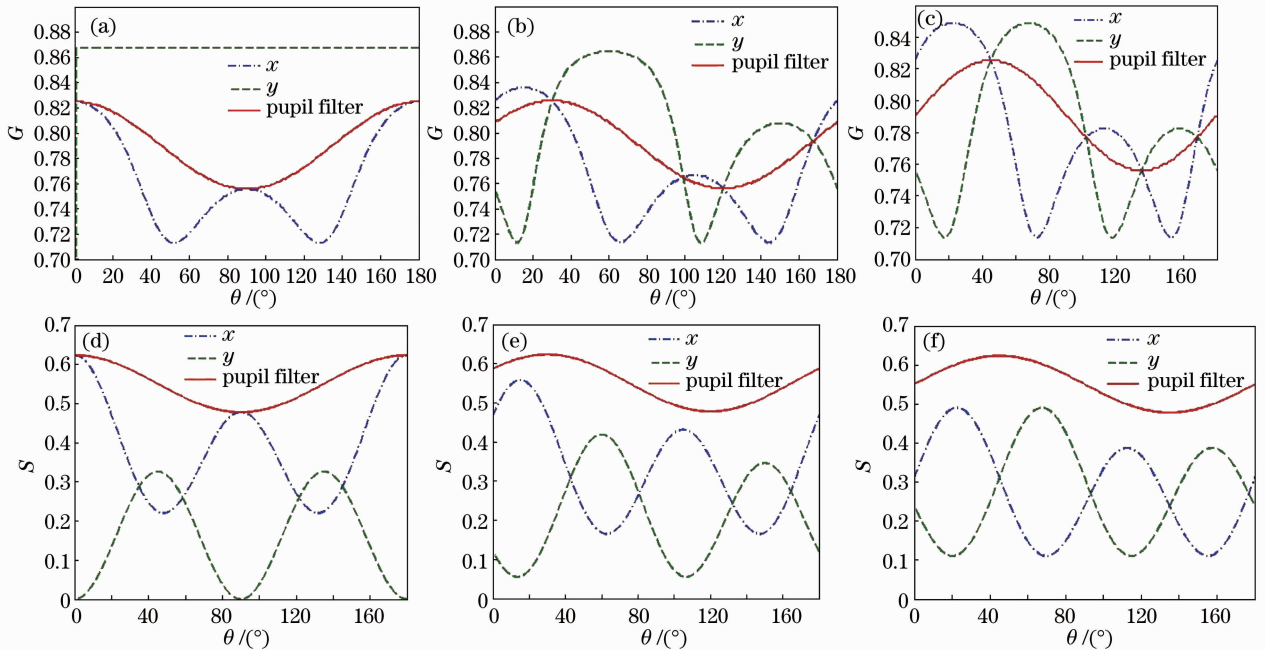 (a)
x
y
pupil filter
0.88
0.86
0.84
0.82
0.80
0.78
0.76
0.74
0.72
0.70
G
0 20 40 60 80 100 120 140 160 180
θ /(°)
(b)
x
y
pupil filter
0.88
0.86
0.84
0.82
0.80
0.78
0.76
0.74
0.72
0.70
G
0 20 40 60 80 100 120 140 160 180
θ /(°)
(c)
x
y
pupil filter
0.84
0.82
0.80
0.78
0.76
0.74
0.72
0.70
G
0 40 80 120 160
θ /(°)
(d)
x
y
pupil filter
0.7
0.6
0.5
0.4
0.3
0.2
0.1
0
S
0 40 80 120 160
θ /(°)
(e)
x
y
pupil filter
0.7
0.6
0.5
0.4
0.3
0.2
0.1
0
S
0 40 80 120 160
θ /(°)
(f)
x
y
pupil filter
0.7
0.6
0.5
0.4
0.3
0.2
0.1
0
S
0 40 80 120 160
θ /(°)